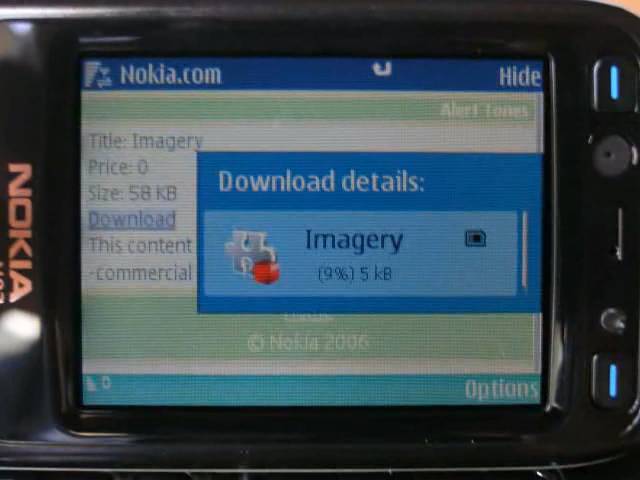 Nokia.com
Hide
Alert tones
Title: Imagery
Price: 0
Size: 58 KB
Download
This content
-commercial
Download details:
Imagery
(9%) 5 kB
© Nokia 2006
0
Options
NOKIA